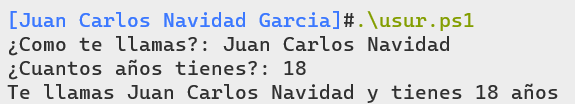 [Juan Carlos Navidad Garcia]#.\usur.ps1
¿Como te llamas?: Juan Carlos Navidad
¿Cuantos años tienes?: 18
Te llamas Juan Carlos Navidad y tienes 18 años